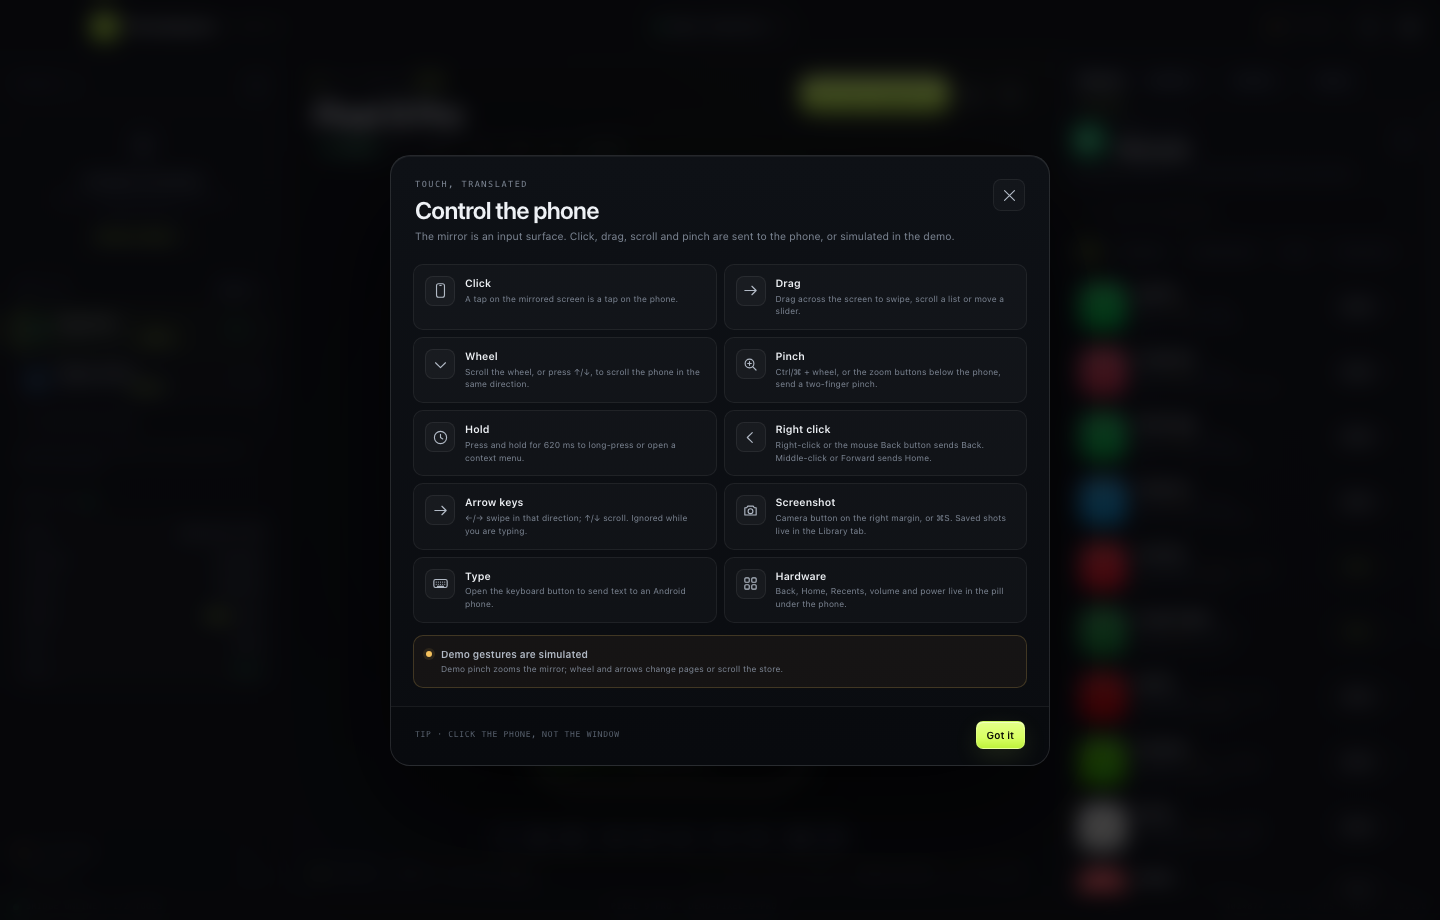 TOUCH, TRANSLATED
Control the phone
The mirror is an input surface. Click, drag, scroll and pinch are sent to the phone, or simulated in the demo.
Click
A tap on the mirrored screen is a tap on the phone.
Drag
Drag across the screen to swipe, scroll a list or move a
slider.
Wheel
Scroll the wheel, or press ↑/↓, to scroll the phone in the
same direction.
Pinch
Ctrl/⌘ + wheel, or the zoom buttons below the phone,
send a two-finger pinch.
Hold
Press and hold for 620 ms to long-press or open a
context menu.
Right click
Right-click or the mouse Back button sends Back.
Middle-click or Forward sends Home.
Arrow keys
←/→ swipe in that direction; ↑/↓ scroll. Ignored while
you are typing.
Screenshot
Camera button on the right margin, or ⌘S. Saved shots
live in the Library tab.
Type
Open the keyboard button to send text to an Android
phone.
Hardware
Back, Home, Recents, volume and power live in the pill
under the phone.
Demo gestures are simulated
Demo pinch zooms the mirror; wheel and arrows change pages or scroll the store.
TIP · CLICK THE PHONE, NOT THE WINDOW
Got it